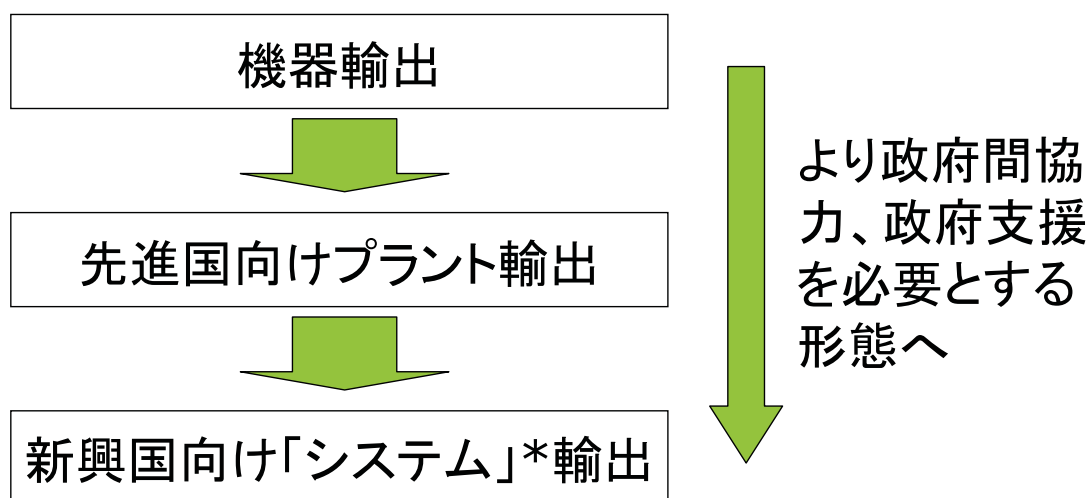 機器輸出
先進国向けプラント輸出
新興国向け「システム」*輸出
より政府間協
力、政府支援
を必要とする
形態へ